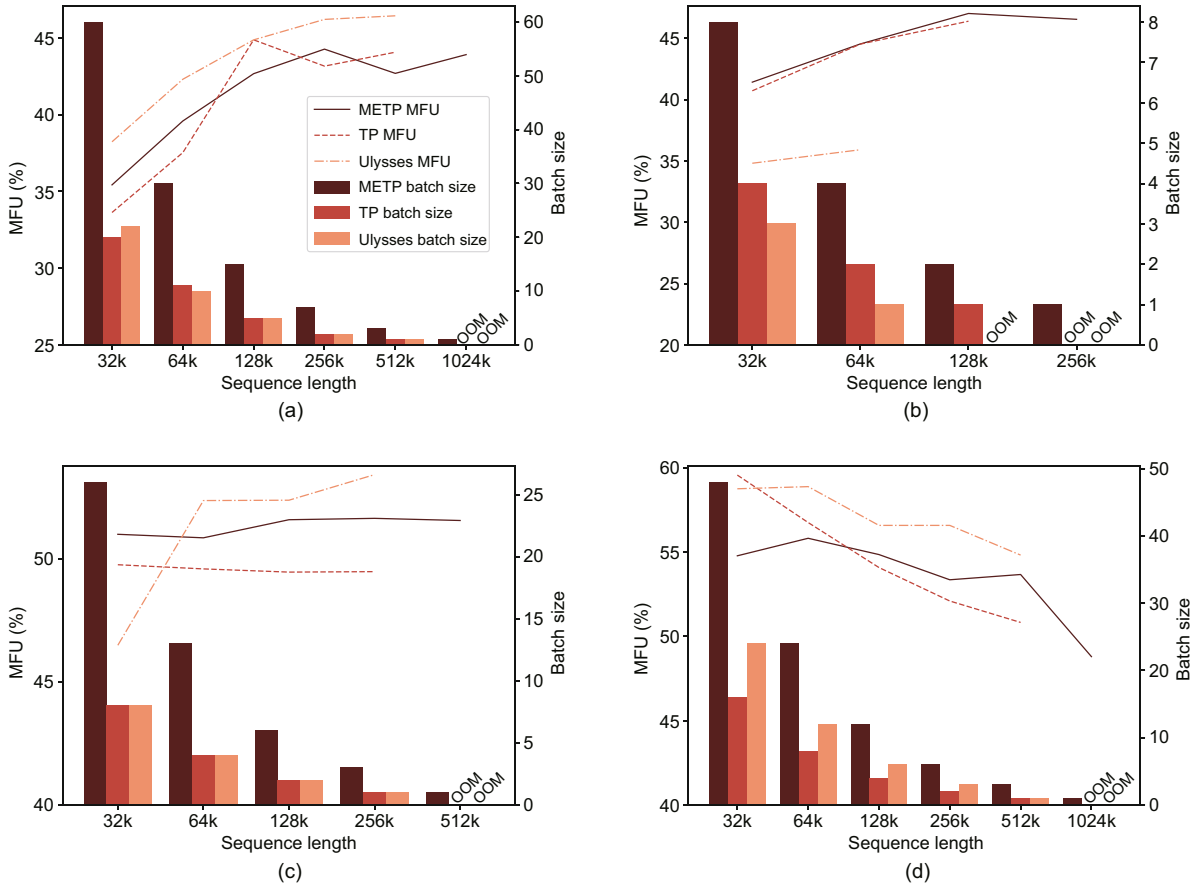 45
40
35
30
25
MFU (%)
60
50
40
30
20
10
0
Batch size
METP MFU
TP MFU
Ulysses MFU
METP batch size
TP batch size
Ulysses batch size
OOM
OOM
32k 64k 128k 256k 512k 1024k
Sequence length
(a)
45
40
35
30
25
20
MFU (%)
8
7
6
5
4
3
2
1
0
Batch size
OOM
OOM
OOM
32k 64k 128k 256k
Sequence length
(b)
50
45
40
MFU (%)
25
20
15
10
5
0
Batch size
OOM
OOM
32k 64k 128k 256k 512k
Sequence length
(c)
60
55
50
45
40
MFU (%)
50
40
30
20
10
0
Batch size
OOM
OOM
32k 64k 128k 256k 512k 1024k
Sequence length
(d)